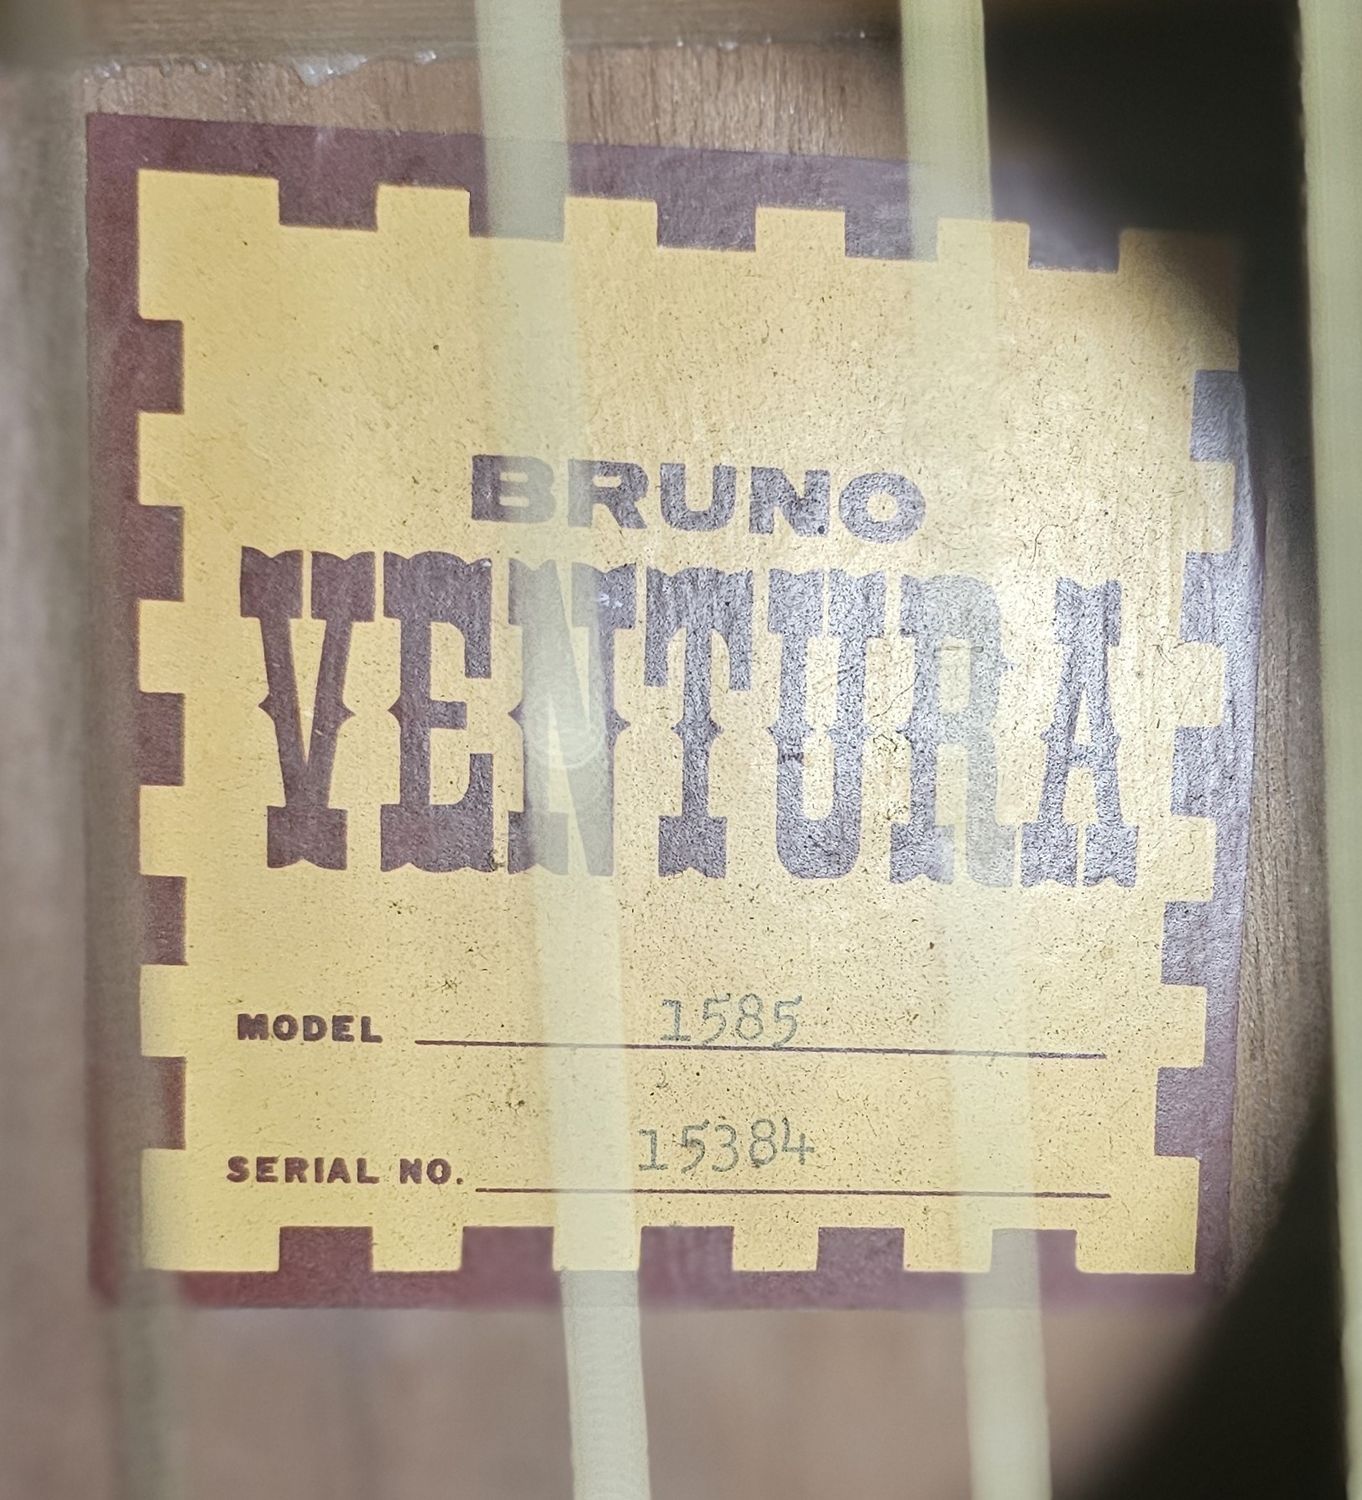 BRUNO
VENTURA
MODEL 1585
SERIAL NO. 15384